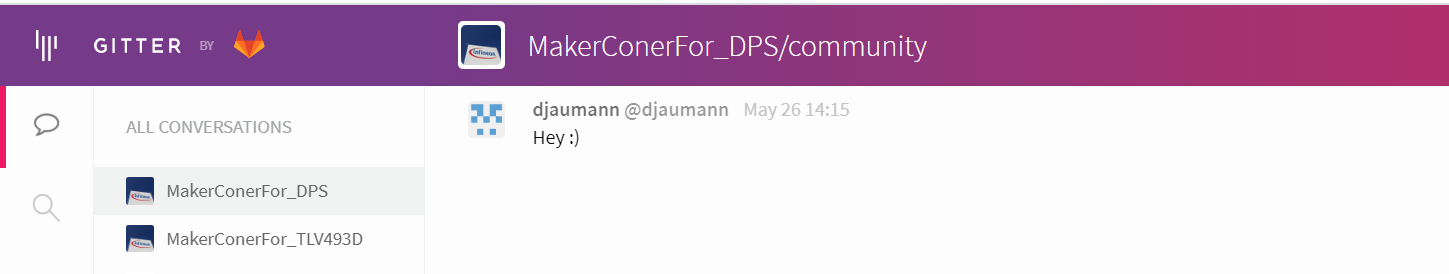 GITTER BY
MakerConerFor_DPS/community
ALL CONVERSATIONS
MakerConerFor_DPS
MakerConerFor_TLV493D
djaumann @djaumann May 26 14:15
Hey :)